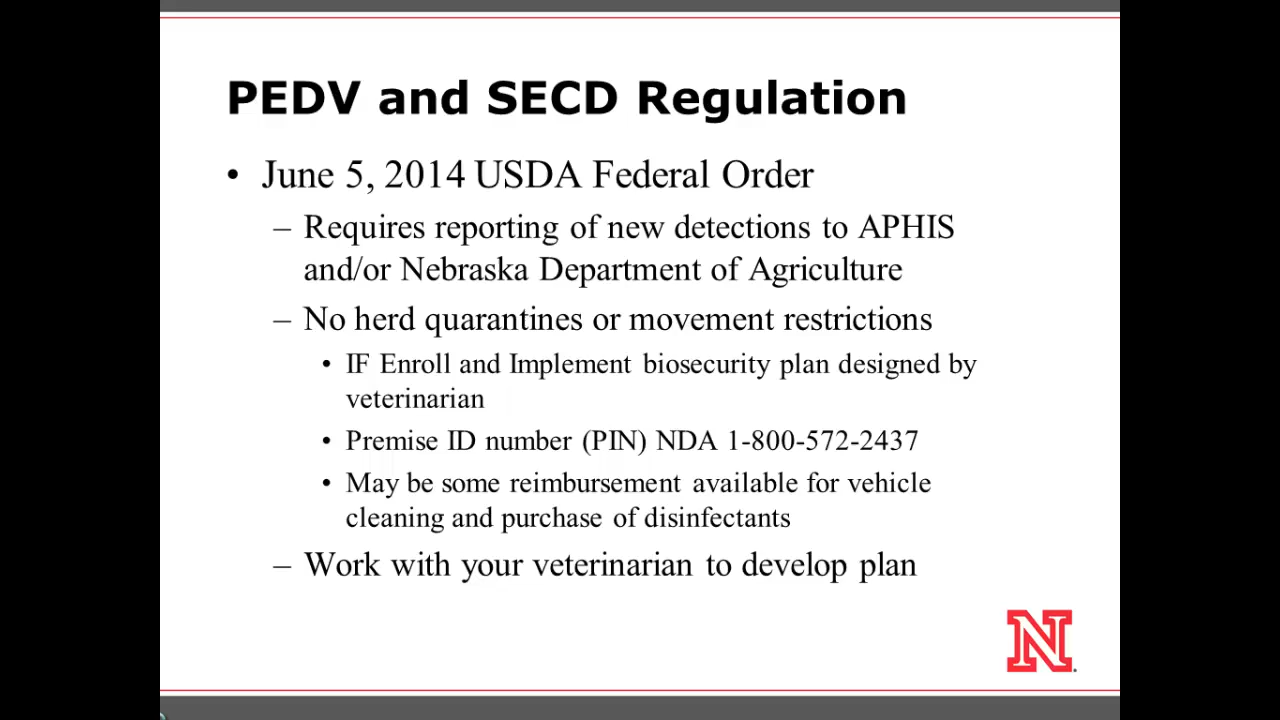 PEDV and SECD Regulation
• June 5, 2014 USDA Federal Order
– Requires reporting of new detections to APHIS
and/or Nebraska Department of Agriculture
– No herd quarantines or movement restrictions
• IF Enroll and Implement biosecurity plan designed by
veterinarian
• Premise ID number (PIN) NDA 1-800-572-2437
• May be some reimbursement available for vehicle
cleaning and purchase of disinfectants
– Work with your veterinarian to develop plan
N